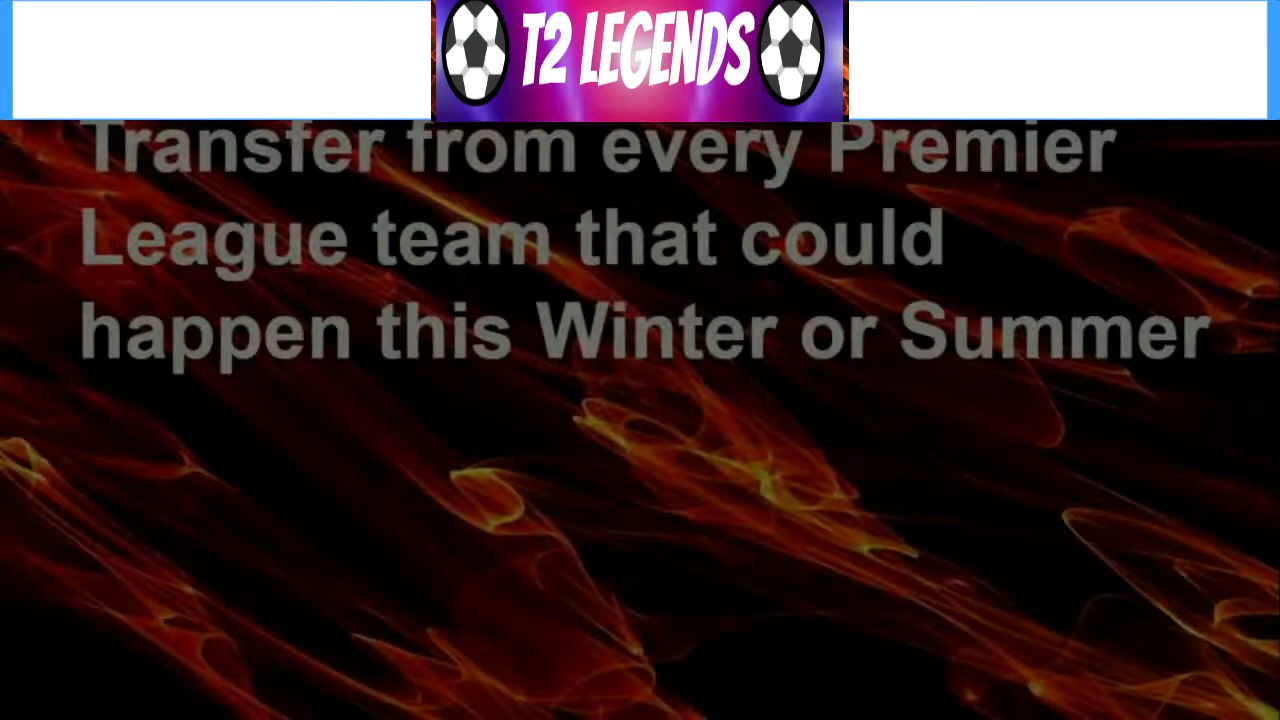 T2 LEGENDS
Transfer from every Premier
League team that could
happen this Winter or Summer